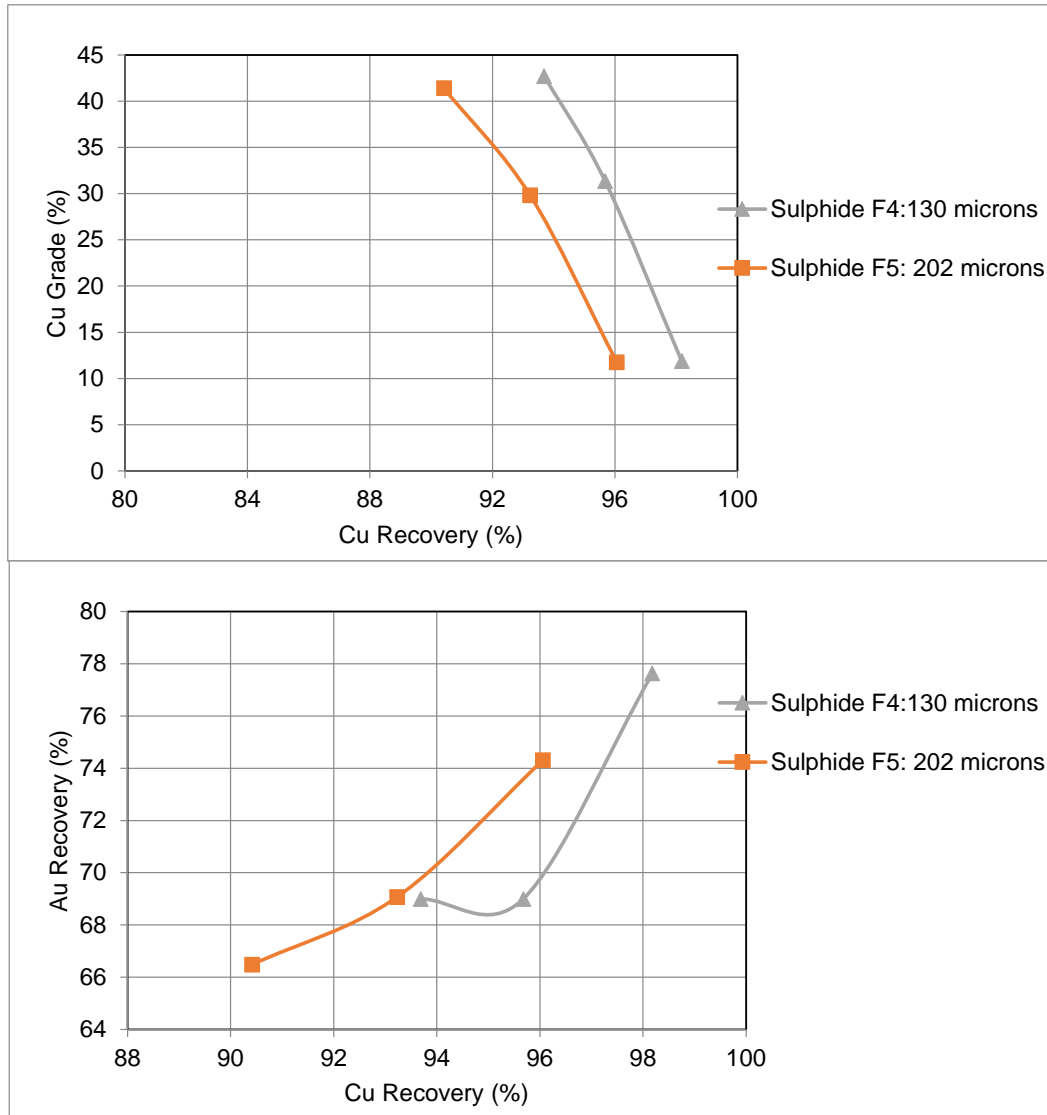 45
40
35
30
25
20
15
10
5
0
Cu Grade (%)
80 84 88 92 96 100
Cu Recovery (%)
Sulphide F4:130 microns
Sulphide F5: 202 microns
80
78
76
74
72
70
68
66
64
Au Recovery (%)
88 90 92 94 96 98 100
Cu Recovery (%)
Sulphide F4:130 microns
Sulphide F5: 202 microns